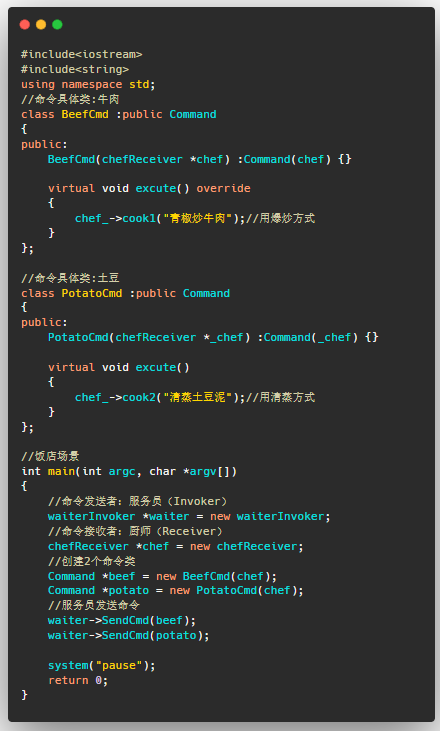 #include<iostream>
#include<string>
using namespace std;
//命令具体类:牛肉
class BeefCmd :public Command
{
public:
    BeefCmd(chefReceiver *chef) :Command(chef) {}

    virtual void excute() override
    {
        chef_->cook1("青椒炒牛肉");//用爆炒方式
    }
};

//命令具体类:土豆
class PotatoCmd :public Command
{
public:
    PotatoCmd(chefReceiver *_chef) :Command(_chef) {}

    virtual void excute()
    {
        chef_->cook2("清蒸土豆泥");//用清蒸方式
    }
};

//饭店场景
int main(int argc, char *argv[])
{
    //命令发送者：服务员（Invoker）
    waiterInvoker *waiter = new waiterInvoker;
    //命令接收者：厨师（Receiver）
    chefReceiver *chef = new chefReceiver;
    //创建2个命令类
    Command *beef = new BeefCmd(chef);
    Command *potato = new PotatoCmd(chef);
    //服务员发送命令
    waiter->SendCmd(beef);
    waiter->SendCmd(potato);

    system("pause");
    return 0;
}